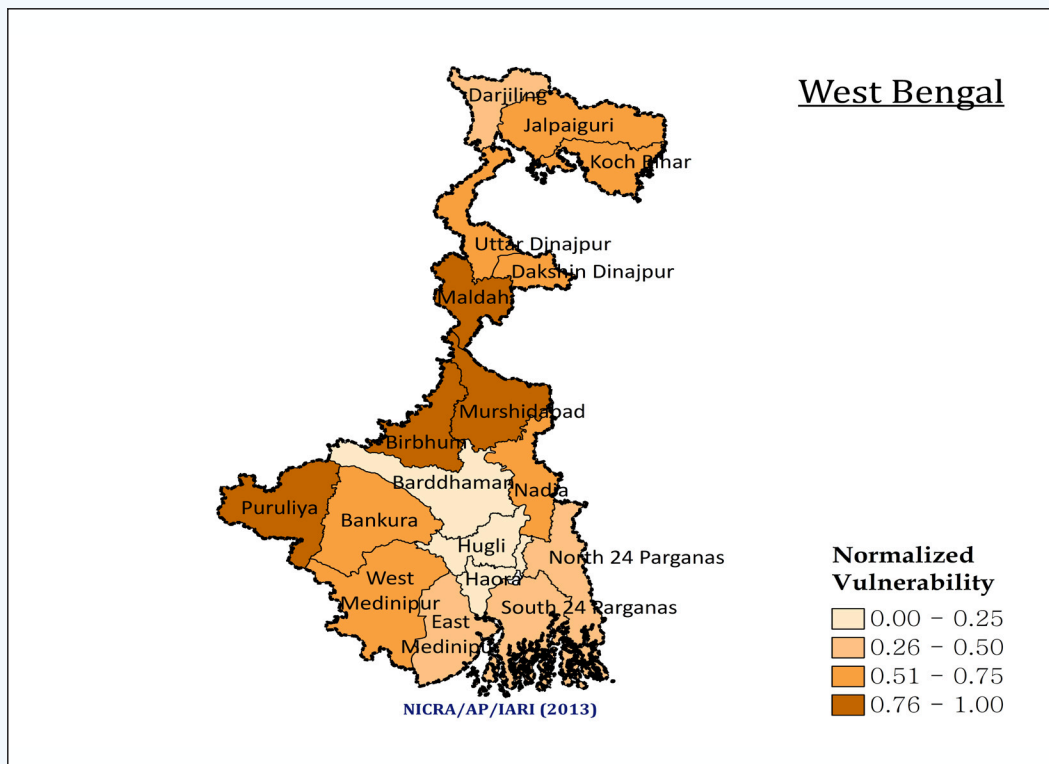 West Bengal
Darjiling
Jalpaiguri
Koch Bihar
Uttar Dinajpur
Dakshin Dinajpur
Maldah
Murshidabad
Birbhum
Barddhaman
Nadia
Puruliya
Bankura
Hugli
North 24 Parganas
West
Medinipur
Haora
South 24 Parganas
East
Medinipur
Normalized
Vulnerability
0.00 - 0.25
0.26 - 0.50
0.51 - 0.75
0.76 - 1.00
NICRA/AP/IARI (2013)